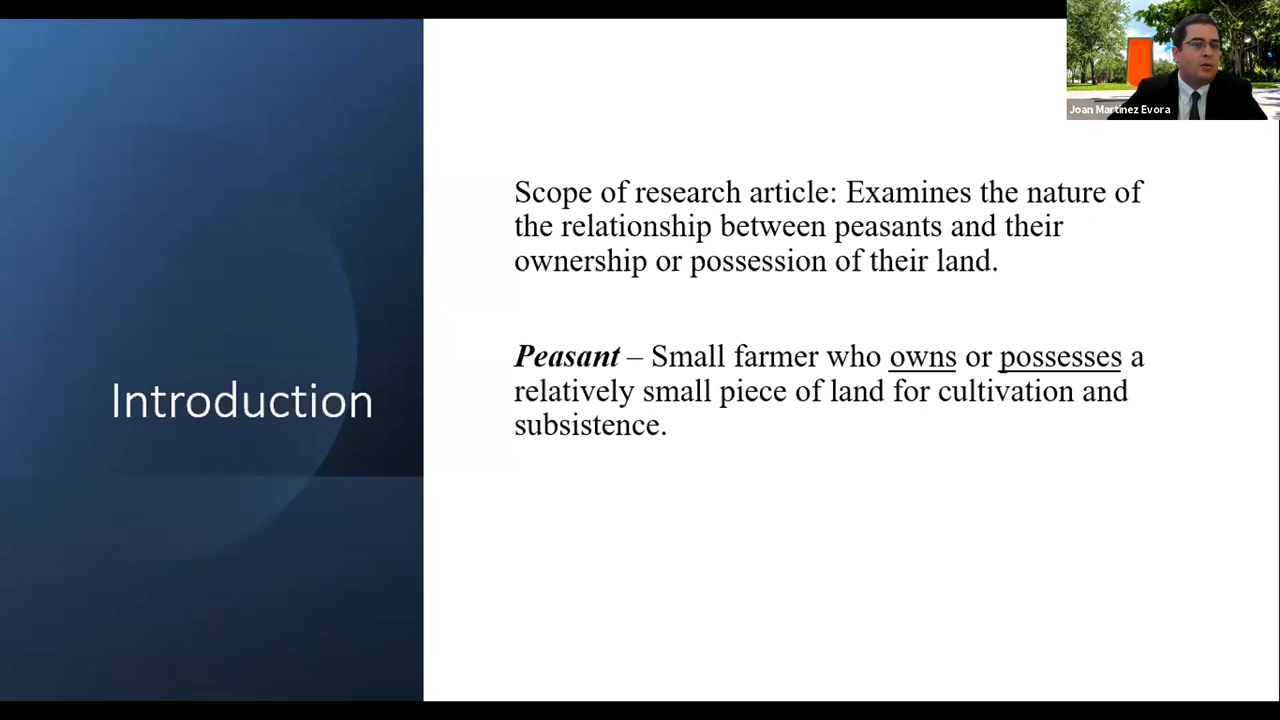 Joan Martínez Evora
Scope of research article: Examines the nature of
the relationship between peasants and their
ownership or possession of their land.
Peasant – Small farmer who owns or possesses a
relatively small piece of land for cultivation and
subsistence.
Introduction